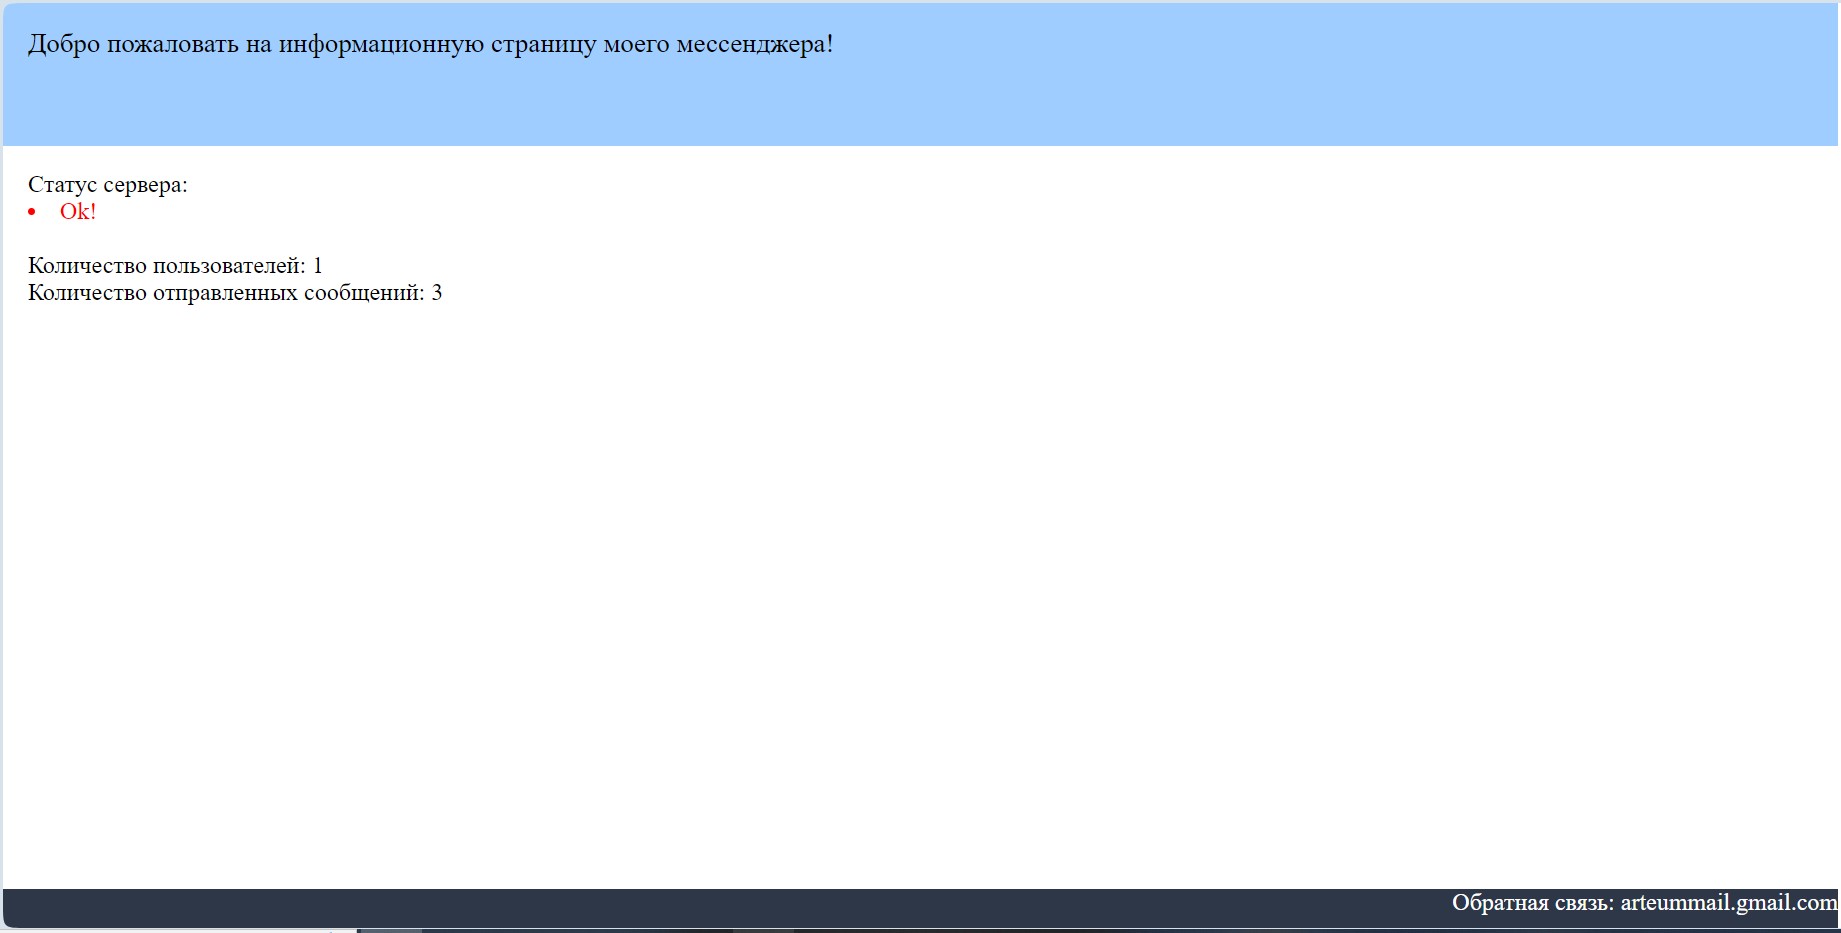 Добро пожаловать на информационную страницу моего мессенджера!
Статус сервера:
• Ok!
Количество пользователей: 1
Количество отправленных сообщений: 3
Обратная связь: arteummail.gmail.com